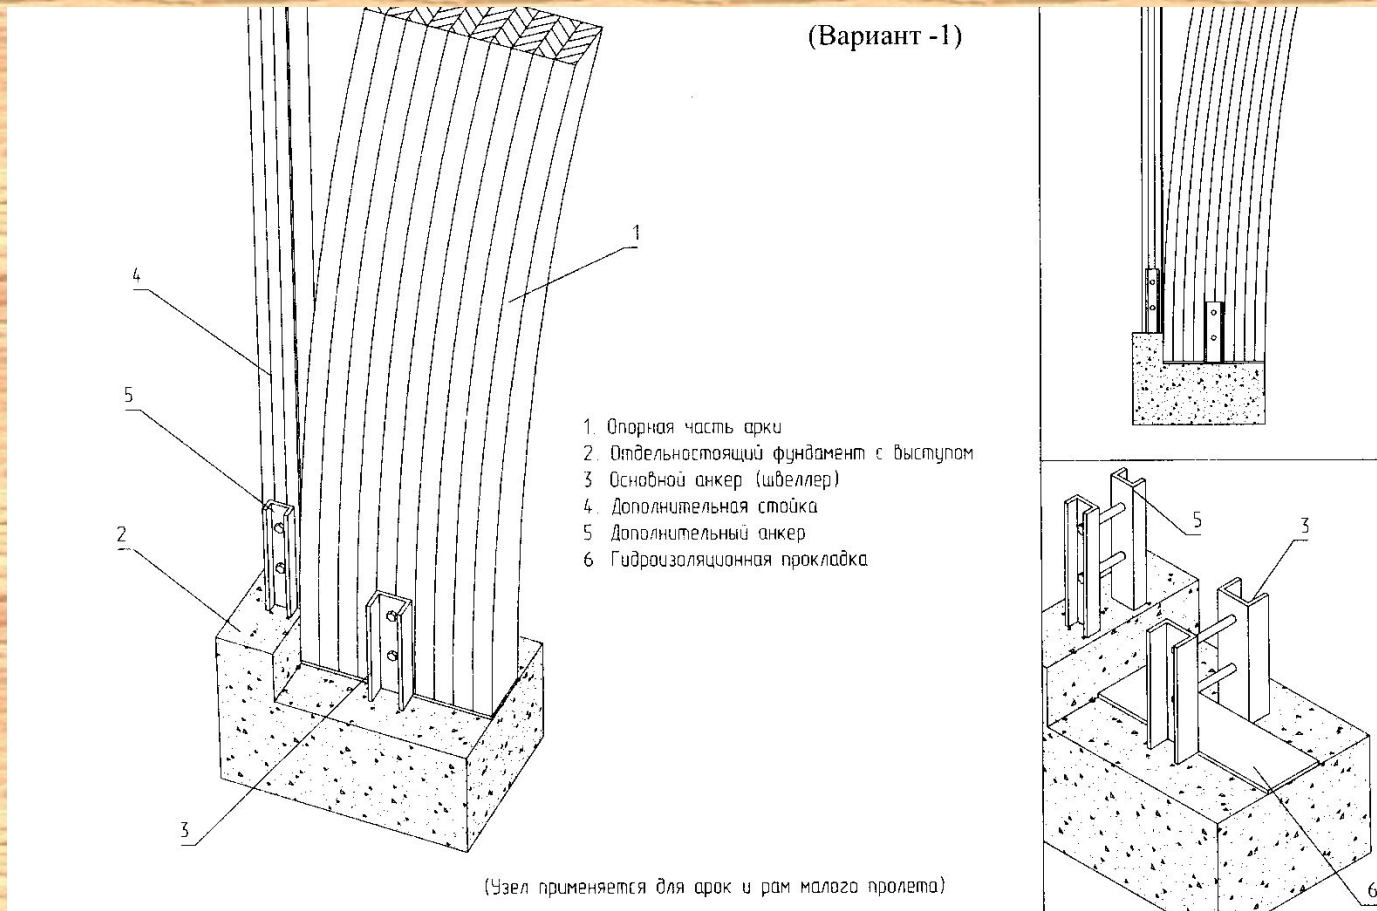 (Вариант -1)
1
4
5
2
3
1. Опорная часть арки
2. Отдельностоящий фундамент с выступом
3 Основной анкер (швеллер)
4. Дополнительная стойка
5 Дополнительный анкер
6 Гидроизоляционная прокладка
(Узел применяется для арок и рам малого пролета)
5
3
6